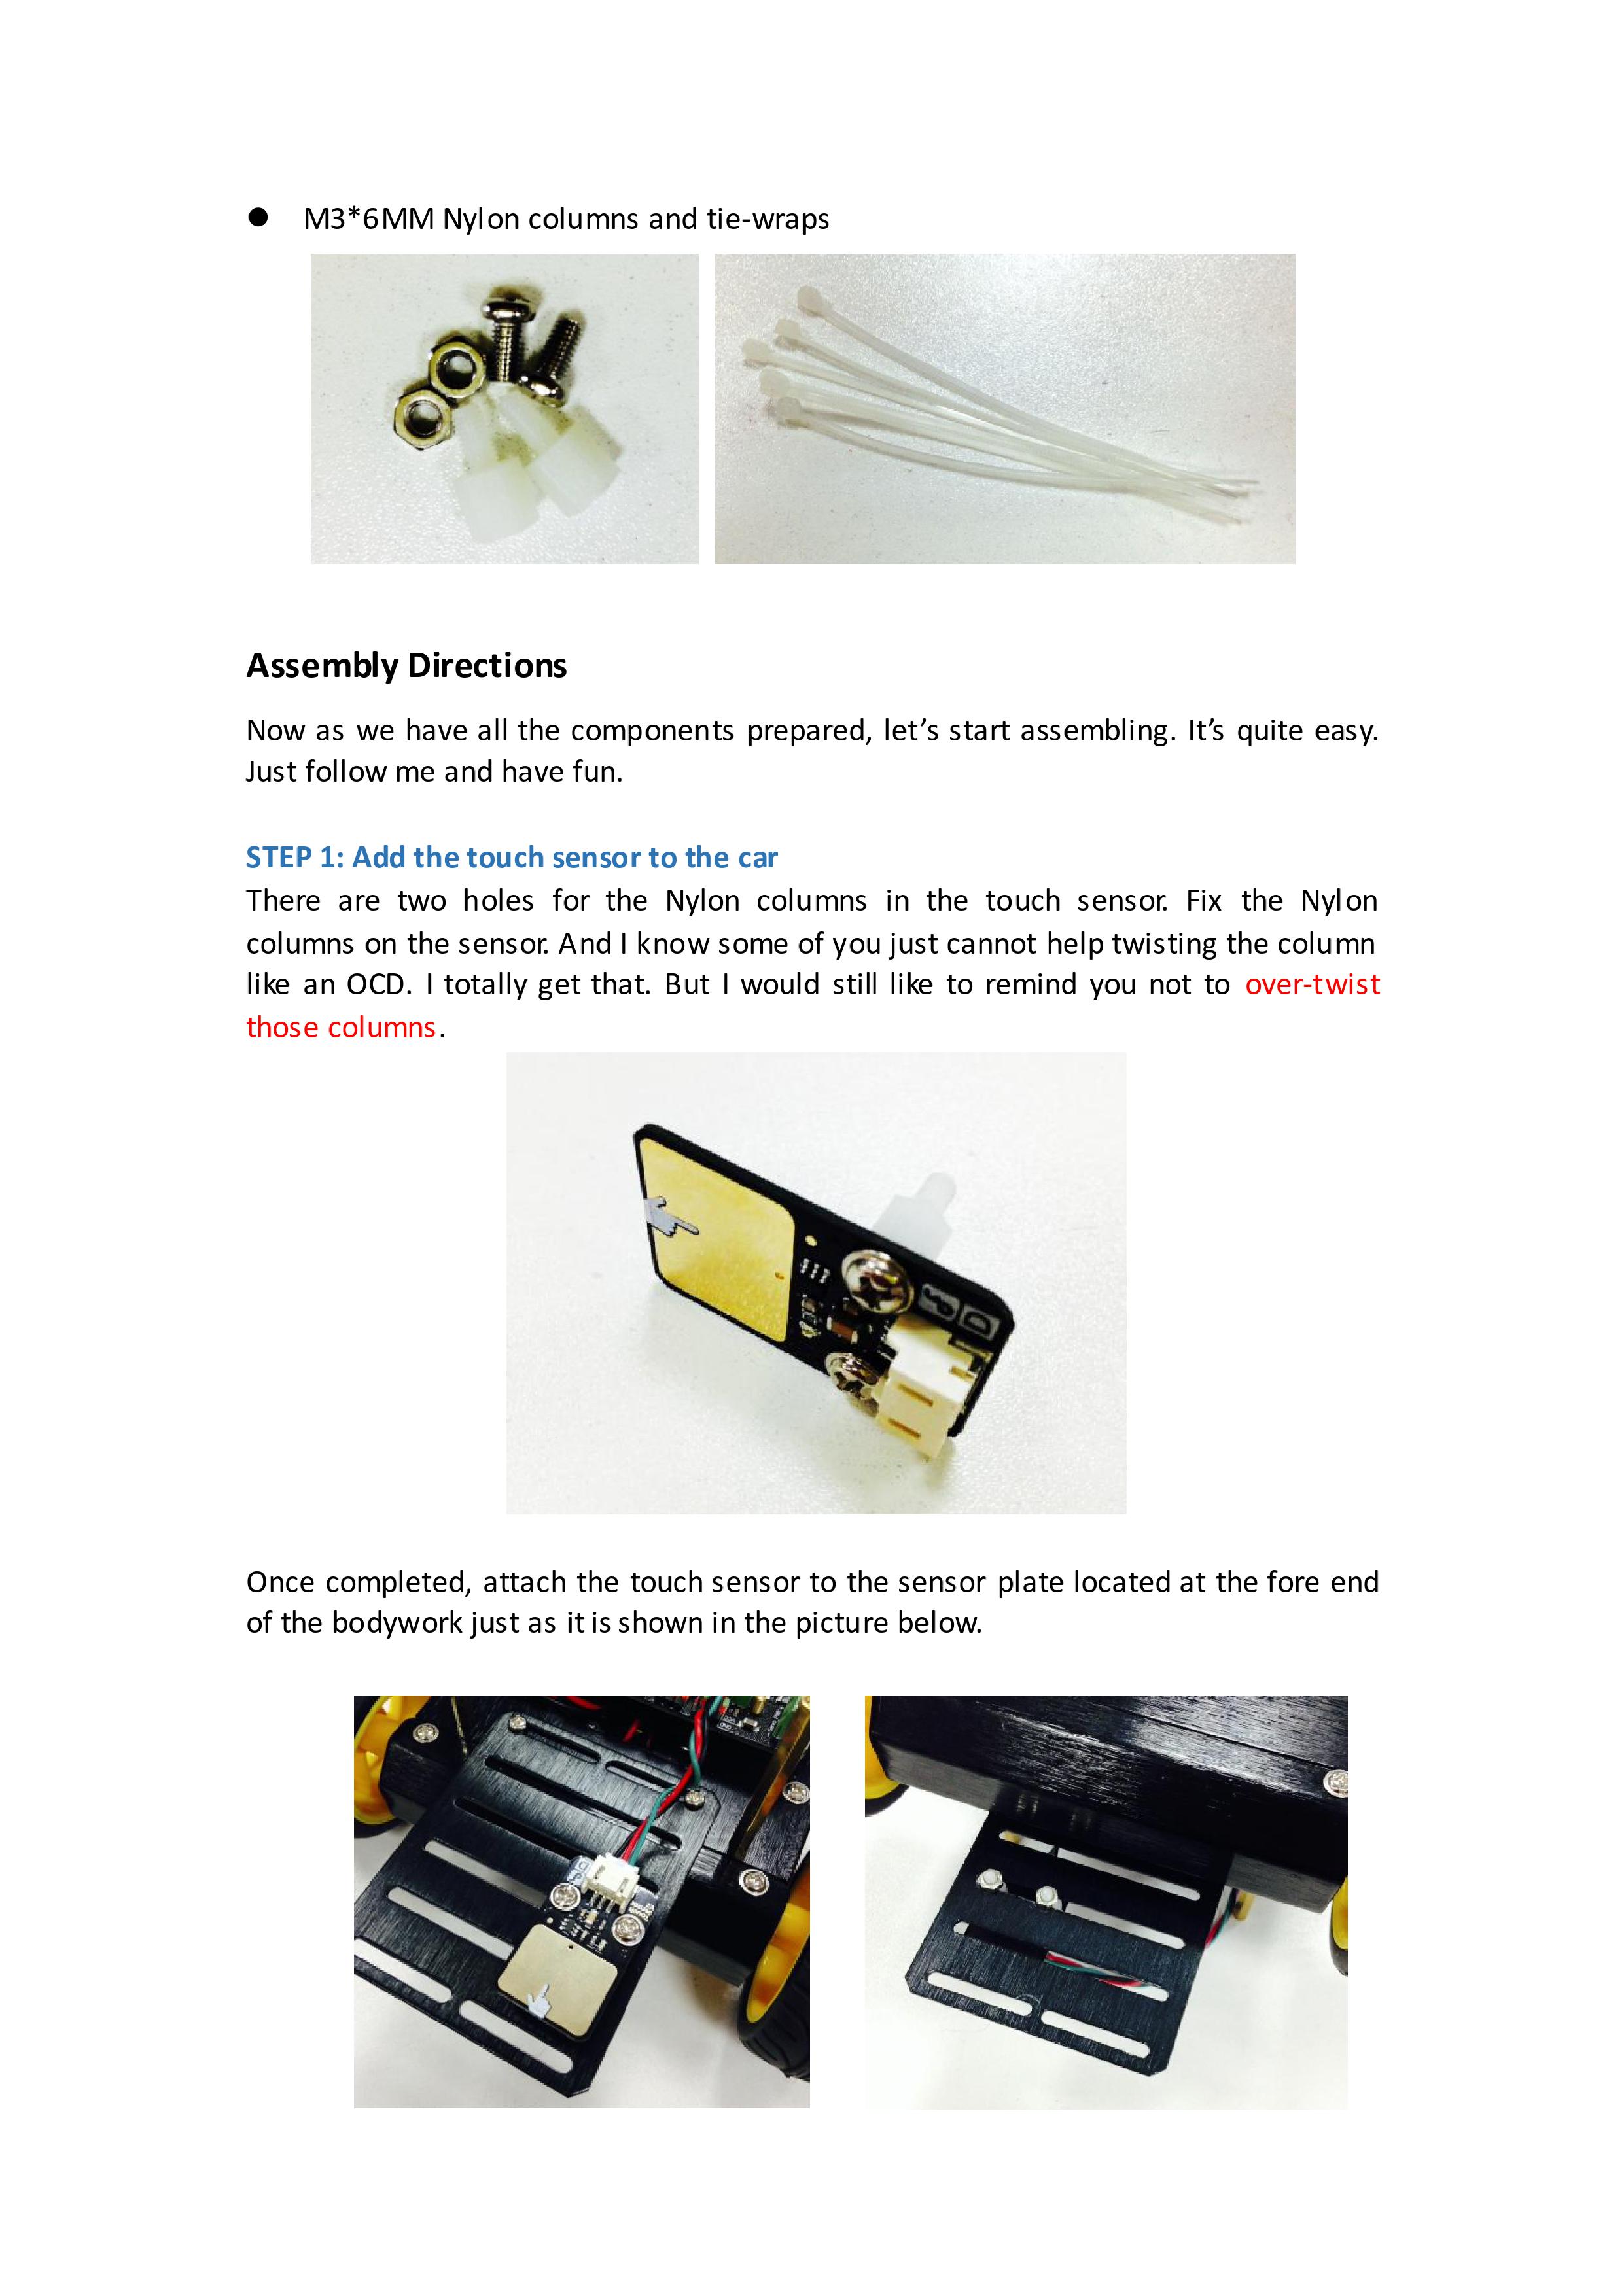 ● M3*6MM Nylon columns and tie-wraps
Assembly Directions
Now as we have all the components prepared, let’s start assembling. It’s quite easy.
Just follow me and have fun.
STEP 1: Add the touch sensor to the car
There are two holes for the Nylon columns in the touch sensor. Fix the Nylon
columns on the sensor. And I know some of you just cannot help twisting the column
like an OCD. I totally get that. But I would still like to remind you not to over-twist
those columns.
D
Once completed, attach the touch sensor to the sensor plate located at the fore end
of the bodywork just as it is shown in the picture below.
D